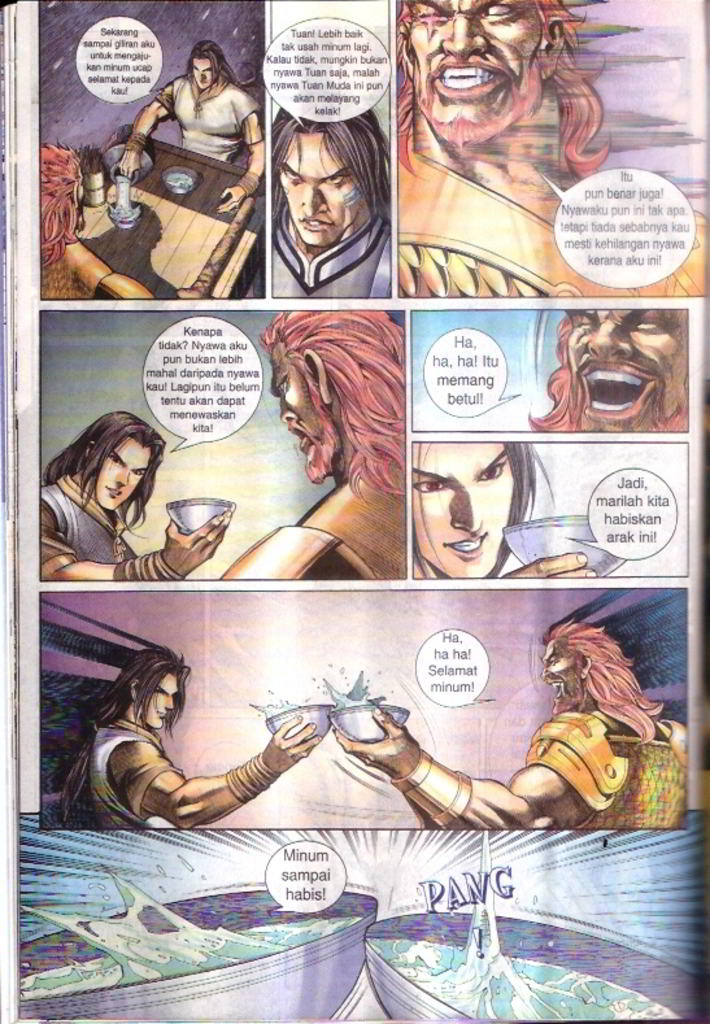 Sekarang
sampai giliran aku
untuk mengaju-
kan minum ucap
selamat kepada
kau!
Tuan! Lebih baik
tak usah minum lagi.
Kalau tidak, mungkin bukan
nyawa Tuan saja, malah
nyawa Tuan Muda ini pun
akan melayang
kelak!
Itu
pun benar juga!
Nyawaku pun ini tak apa,
tetapi tiada sebabnya kau
mesti kehilangan nyawa
kerana aku ini!
Kenapa
tidak? Nyawa aku
pun bukan lebih
mahal daripada nyawa
kau! Lagipun itu belum
tentu akan dapat
menewaskan
kita!
Ha,
ha, ha! Itu
memang
betul!
Jadi,
marilah kita
habiskan
arak ini!
Ha,
ha ha!
Selamat
minum!
Minum
sampai
habis!
PANG
!